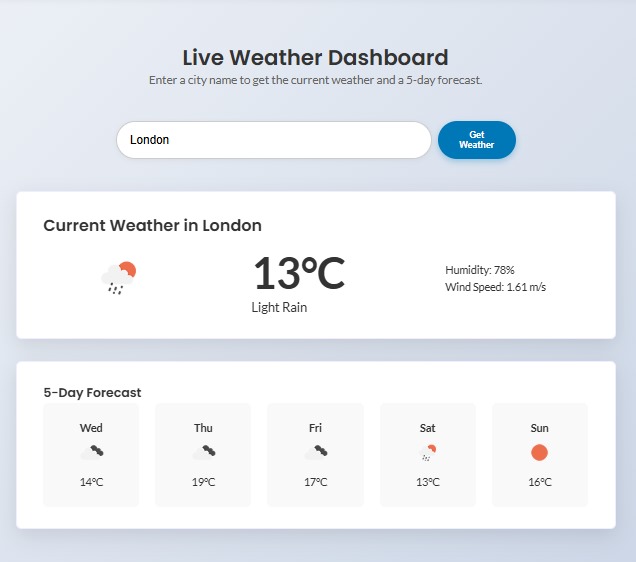 Live Weather Dashboard
Enter a city name to get the current weather and a 5-day forecast.
London
Get
Weather
Current Weather in London
13°C
Light Rain
Humidity: 78%
Wind Speed: 1.61 m/s
5-Day Forecast
Wed
14°C
Thu
19°C
Fri
17°C
Sat
13°C
Sun
16°C